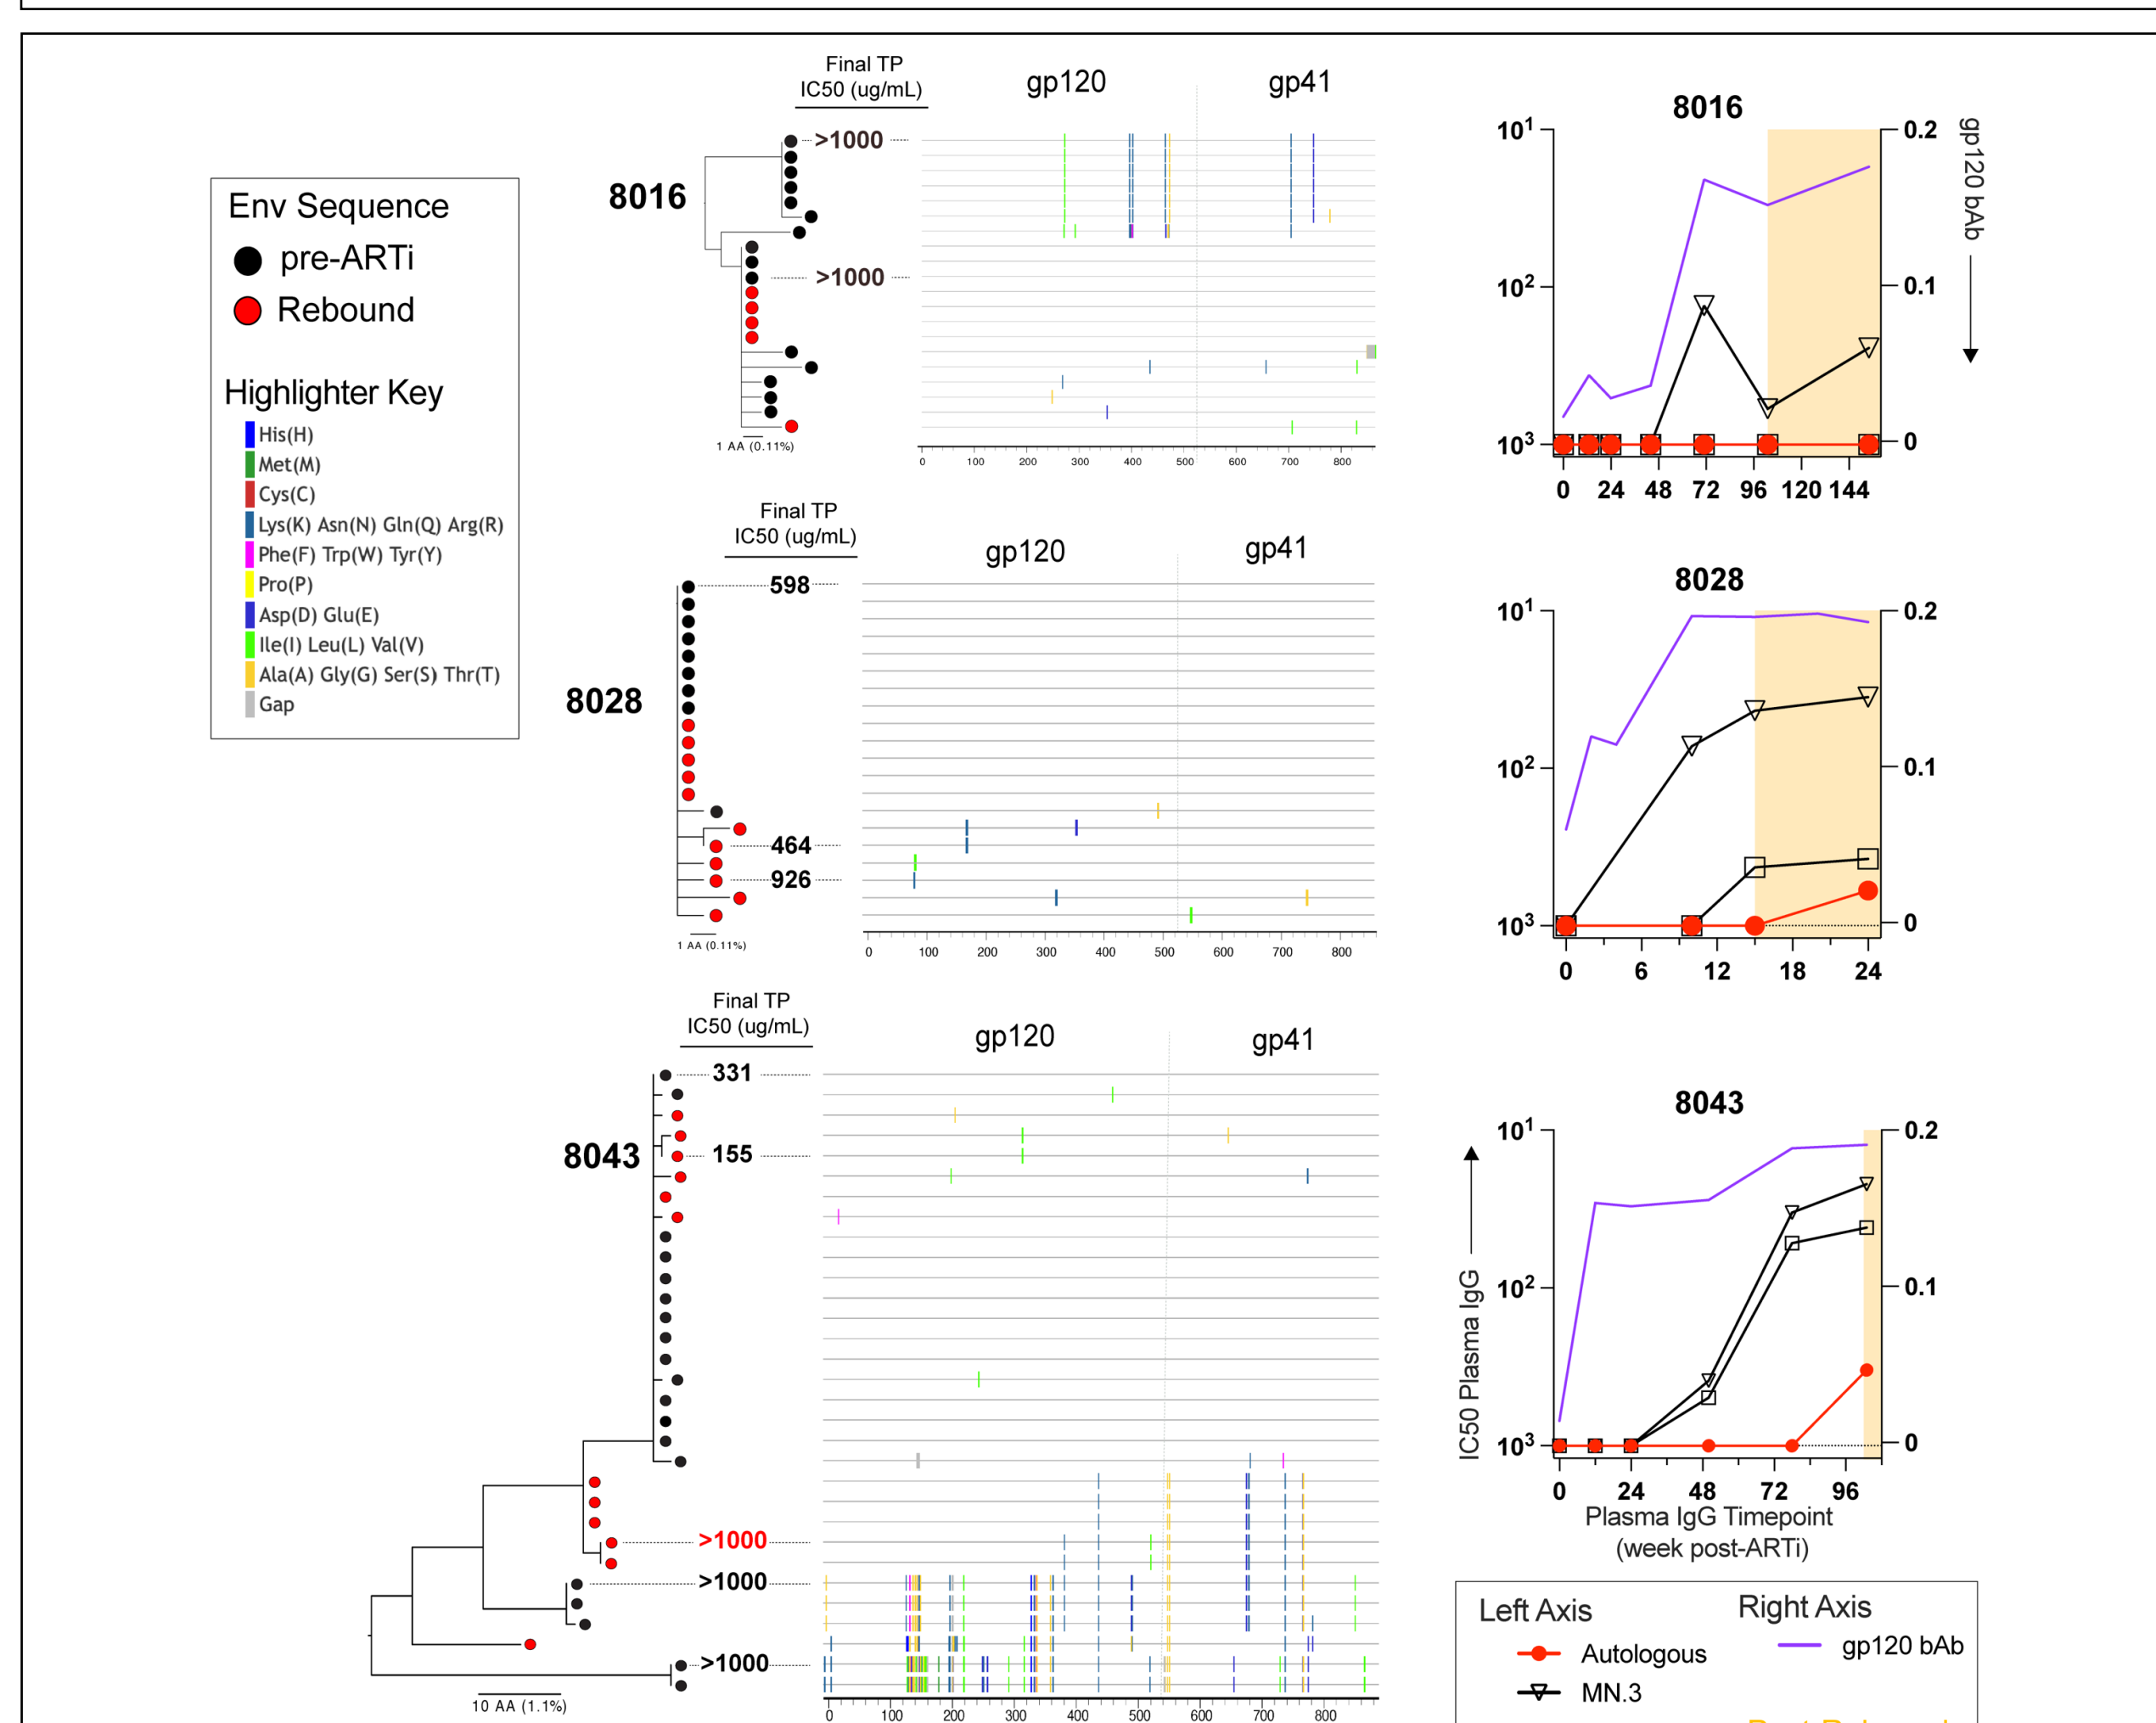 Env Sequence
pre-ARTi
Rebound
Highlighter Key
His(H)
Met(M)
Cys(C)
Lys(K) Asn(N) Gln(Q) Arg(R)
Phe(F) Trp(W) Tyr(Y)
Pro(P)
Asp(D) Glu(E)
Ile(I) Leu(L) Val(V)
Ala(A) Gly(G) Ser(S) Thr(T)
Gap
Final TP
IC50 (ug/mL)
gp120
gp41
8016
>1000
>1000
1 AA (0.11%)
0 100 200 300 400 500 600 700 800
8016
10¹
10²
10³
0.2
0.1
0
gp120 bAb
0 24 48 72 96 120 144
Final TP
IC50 (ug/mL)
gp120
gp41
8028
598
464
926
1 AA (0.11%)
0 100 200 300 400 500 600 700 800
8028
10¹
10²
10³
0.2
0.1
0
0 6 12 18 24
Final TP
IC50 (ug/mL)
gp120
gp41
8043
331
155
>1000
>1000
>1000
10 AA (1.1%)
0 100 200 300 400 500 600 700 800
8043
IC50 Plasma IgG
10¹
10²
10³
0.2
0.1
0
0 24 48 72 96
Plasma IgG Timepoint
(week post-ARTi)
Left Axis
Autologous
MN.3
Right Axis
gp120 bAb